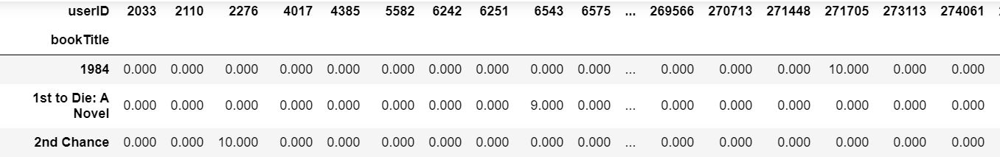 userID 2033 2110 2276 4017 4385 5582 6242 6251 6543 6575 ... 269566 270713 271448 271705 273113 274061
bookTitle
1984 0.000 0.000 0.000 0.000 0.000 0.000 0.000 0.000 0.000 0.000 ... 0.000 0.000 0.000 10.000 0.000 0.000
1st to Die: A
Novel 0.000 0.000 0.000 0.000 0.000 0.000 0.000 0.000 9.000 0.000 ... 0.000 0.000 0.000 0.000 0.000 0.000
2nd Chance 0.000 0.000 10.000 0.000 0.000 0.000 0.000 0.000 0.000 0.000 ... 0.000 0.000 0.000 0.000 0.000 0.000